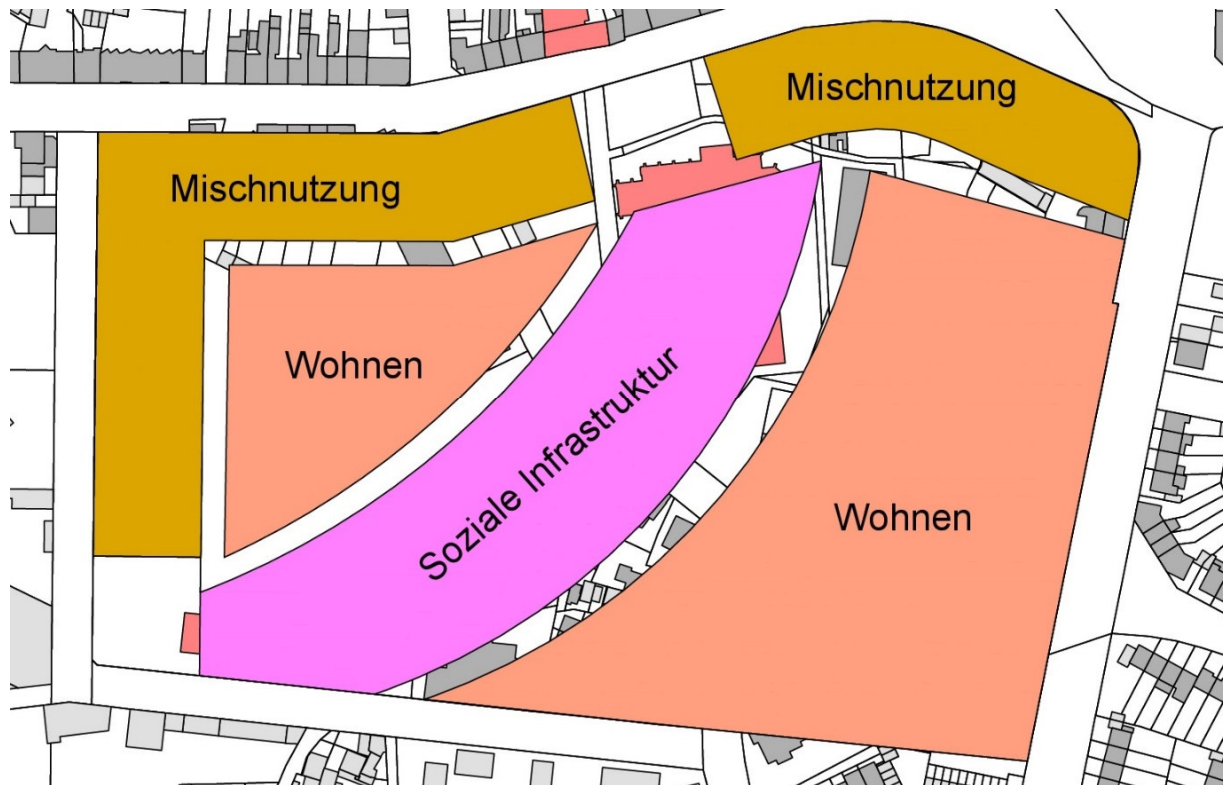 Mischnutzung
Mischnutzung
Wohnen
Soziale Infrastruktur
Wohnen